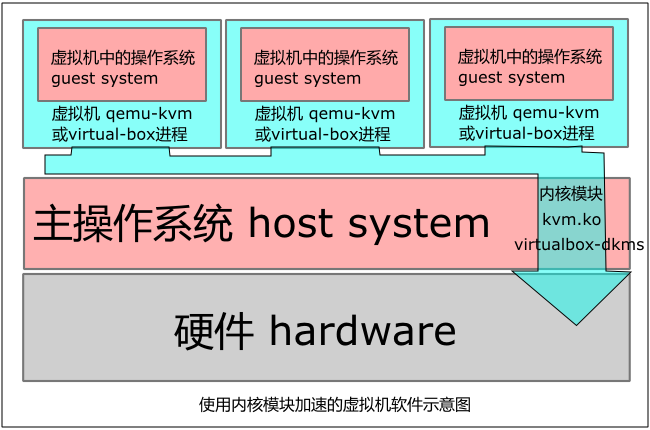 虚拟机中的操作系统
guest system
虚拟机 qemu-kvm
或virtual-box进程
虚拟机中的操作系统
guest system
虚拟机 qemu-kvm
或virtual-box进程
虚拟机中的操作系统
guest system
虚拟机 qemu-kvm
或virtual-box进程
主操作系统 host system
内核模块
kvm.ko
virtualbox-dkms
硬件 hardware
使用内核模块加速的虚拟机软件示意图